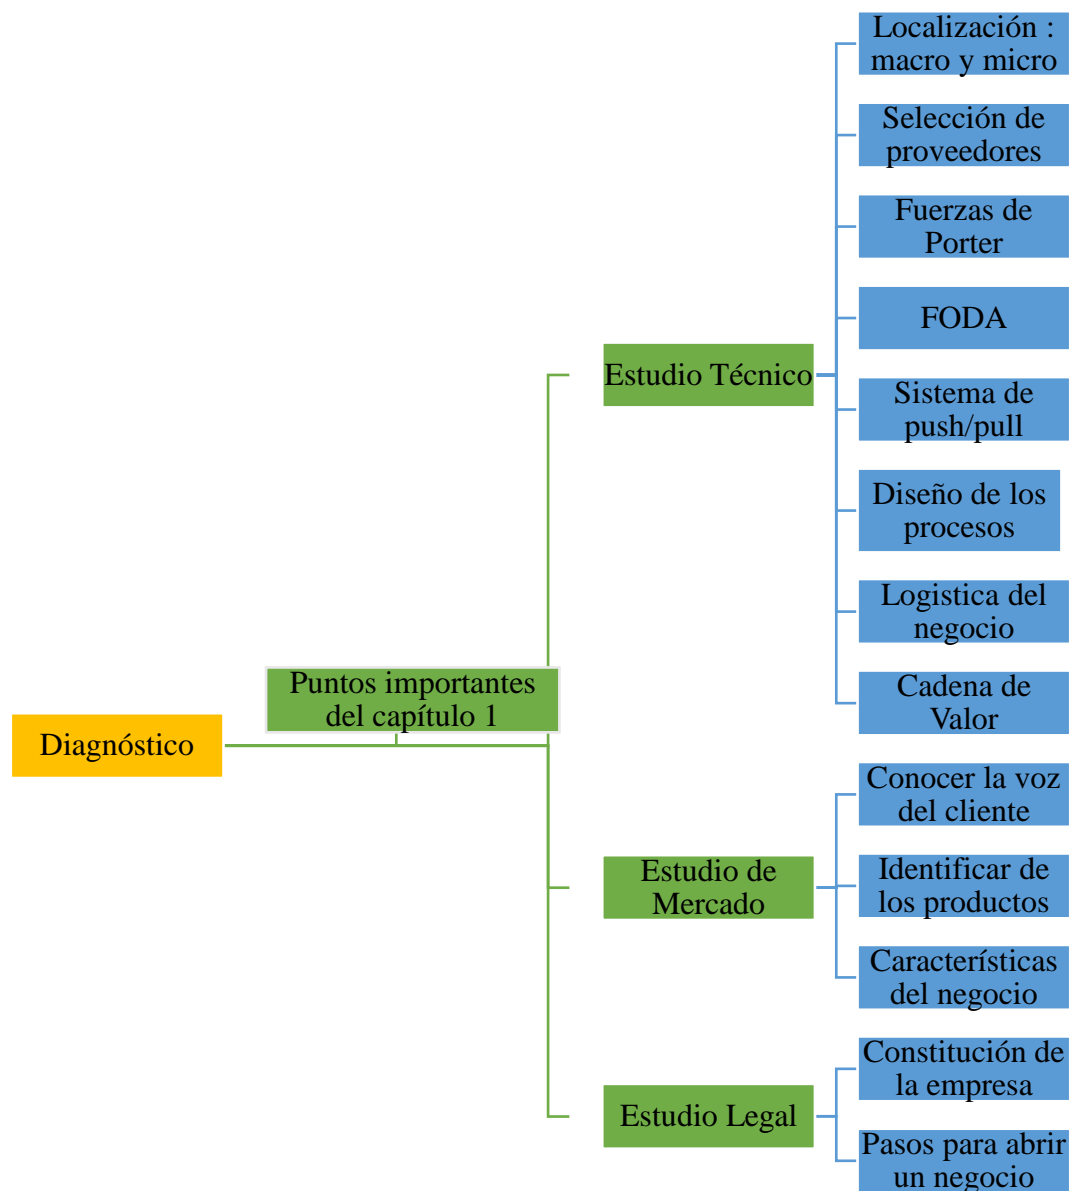 Diagnóstico
Puntos importantes
del capítulo 1
Estudio Técnico
Localización :
macro y micro
Selección de
proveedores
Fuerzas de
Porter
FODA
Sistema de
push/pull
Diseño de los
procesos
Logistica del
negocio
Cadena de
Valor
Estudio de
Mercado
Conocer la voz
del cliente
Identificar de
los productos
Características
del negocio
Estudio Legal
Constitución de
la empresa
Pasos para abrir
un negocio